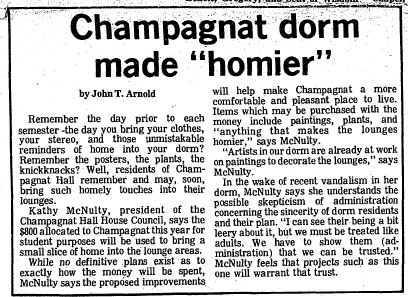 Champagnat dorm
made "homier"
by John T. Arnold
Remember the day prior to each
semester -the day you bring your clothes,
your stereo, and those unmistakable
reminders of home into your dorm?
Remember the posters, the plants, the
knickknacks? Well, residents of Cham-
pagnat Hall remember and may, soon,
bring such homely touches into their
lounges.
Kathy McNulty, president of the
Champagnat Hall House Council, says the
$800 allocated to Champagnat this year for
student purposes will be used to bring a
small slice of home into the lounge areas.
While no definitive plans exist as to
exactly how the money will be spent,
McNulty says the proposed improvements
will help make Champagnat a more
comfortable and pleasant place to live.
Items which may be purchased with the
money include paintings, plants, and
"anything that makes the lounges
homier," says McNulty.
"Artists in our dorm are already at work
on paintings to decorate the lounges," says
McNulty.
In the wake of recent vandalism in her
dorm, McNulty says she understands the
possible skepticism of administration
concerning the sincerity of dorm residents
and their plan. "I can see their being a bit
leery about it, but we must be treated like
adults. We have to show them (ad-
ministration) that we can be trusted."
McNulty feels that projects such as this
one will warrant that trust.